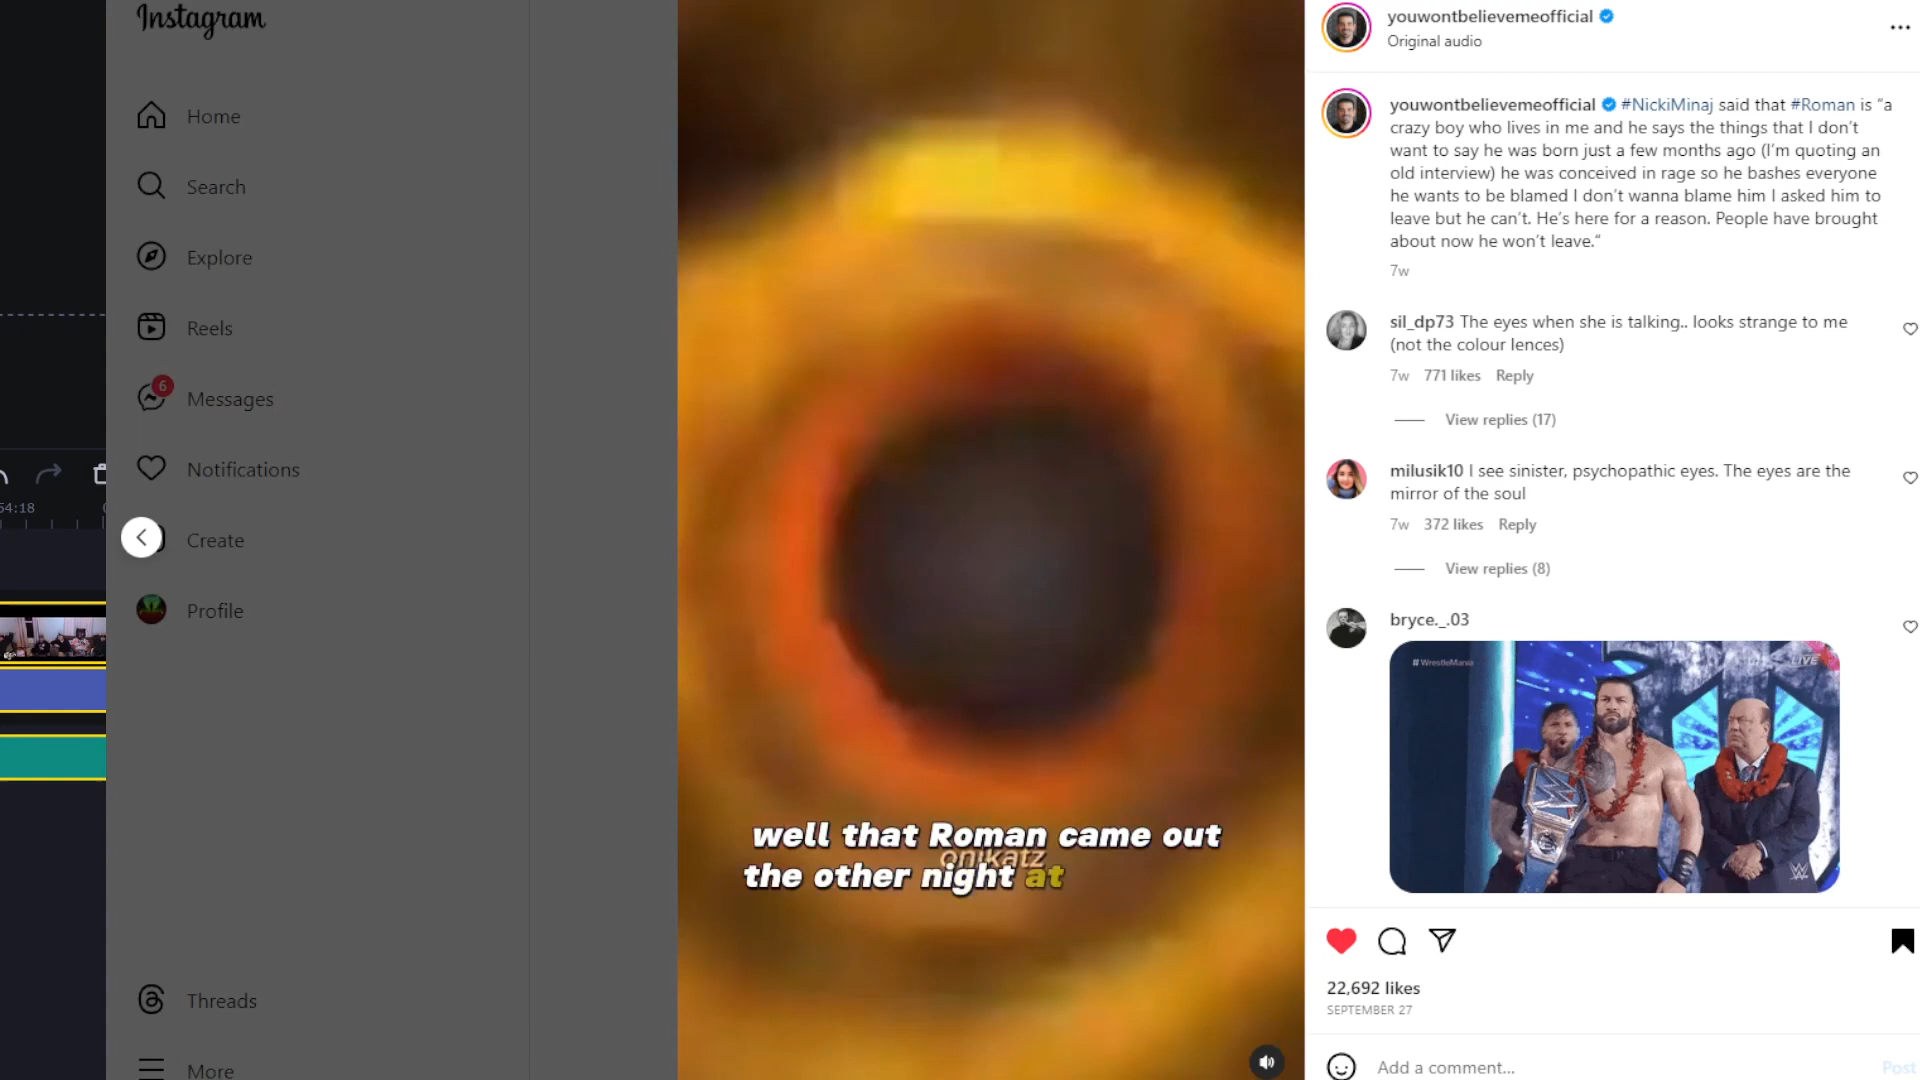 Instagram
Home
Search
Explore
Reels
6
Messages
Notifications
Create
Profile
Threads
More
54:18
well that Roman came out
onikatz
the other night at
youwontbelievemeofficial
Original audio
youwontbelievemeofficial #NickiMinaj said that #Roman is “a
crazy boy who lives in me and he says the things that I don’t
want to say he was born just a few months ago (I’m quoting an
old interview) he was conceived in rage so he bashes everyone
he wants to be blamed I don’t wanna blame him I asked him to
leave but he can’t. He’s here for a reason. People have brought
about now he won’t leave.“
7w
sil_dp73 The eyes when she is talking.. looks strange to me
(not the colour lences)
7w 771 likes Reply
View replies (17)
milusik10 I see sinister, psychopathic eyes. The eyes are the
mirror of the soul
7w 372 likes Reply
View replies (8)
bryce._.03
#WrestleMania
LIVE
W
22,692 likes
SEPTEMBER 27
Add a comment...
Post